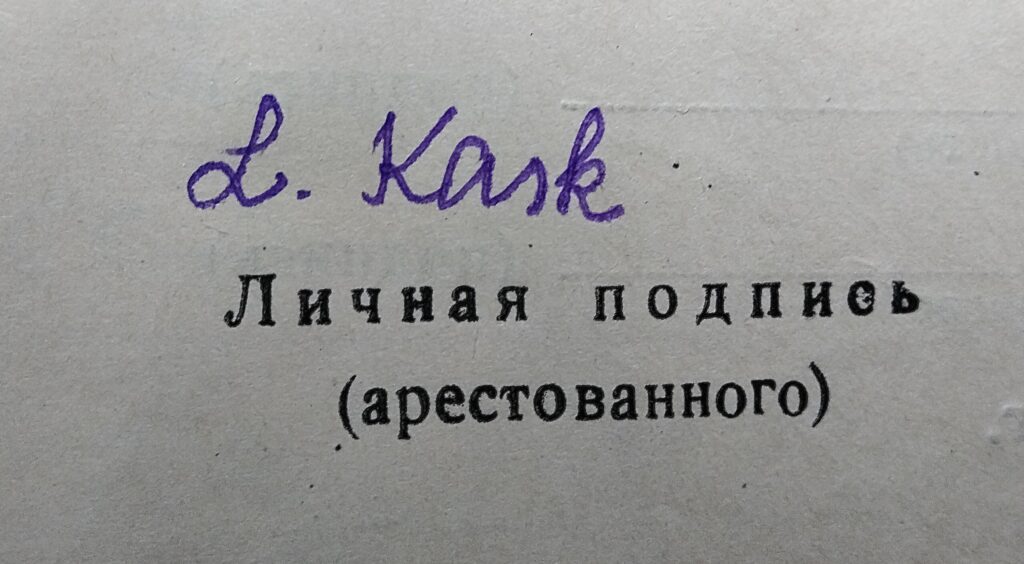 L. Kask
Личная подпись
(арестованного)